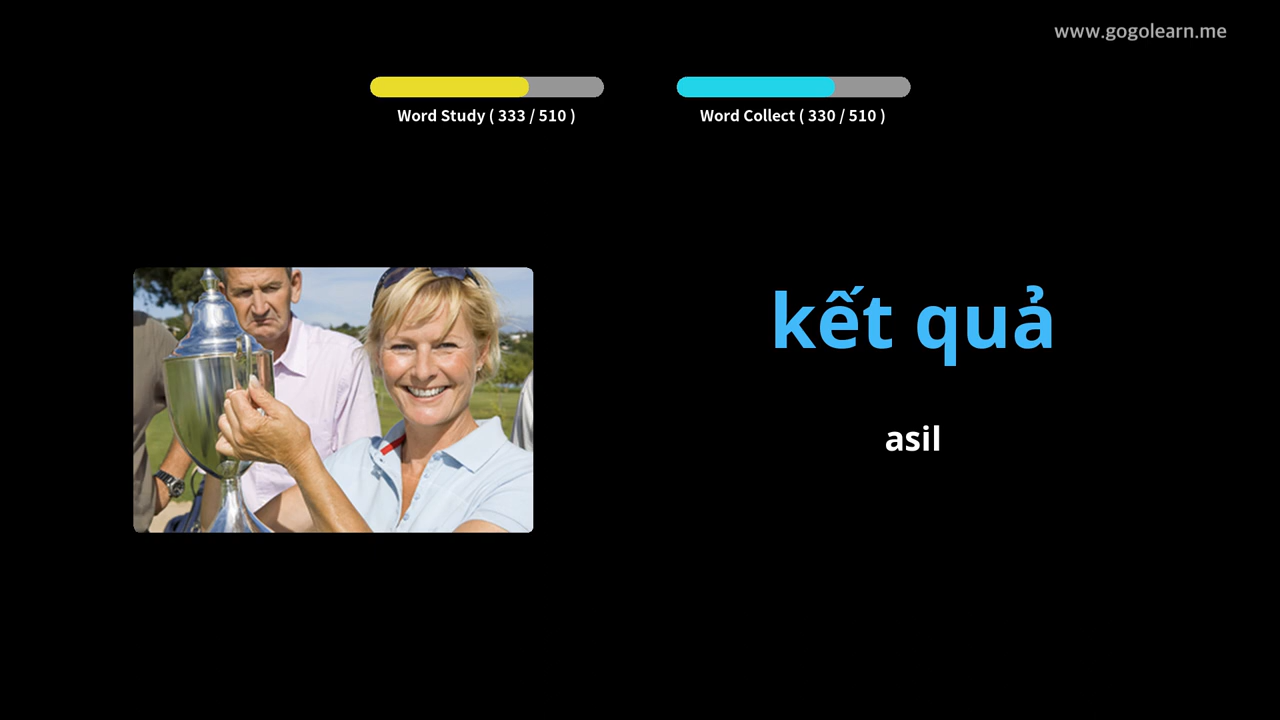 www.gogolearn.me
Word Study ( 333 / 510 )
Word Collect ( 330 / 510 )
kết quả
asil